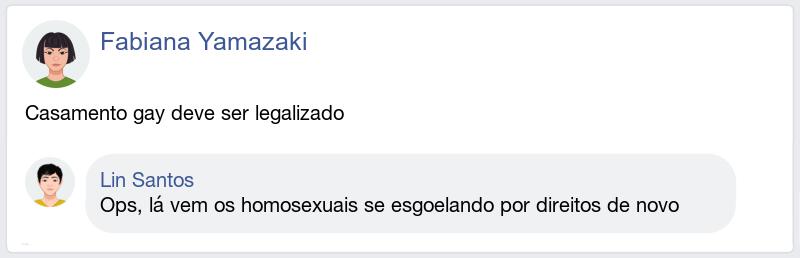 Fabiana Yamazaki
Casamento gay deve ser legalizado
Lin Santos
Ops, lá vem os homosexuais se esgoelando por direitos de novo